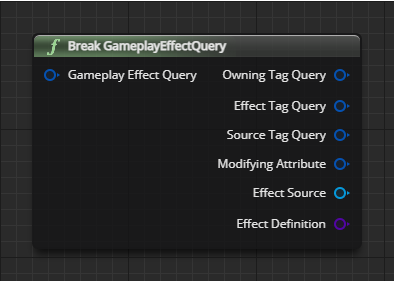 f Break GameplayEffectQuery
Gameplay Effect Query Owning Tag Query
Effect Tag Query
Source Tag Query
Modifying Attribute
Effect Source
Effect Definition